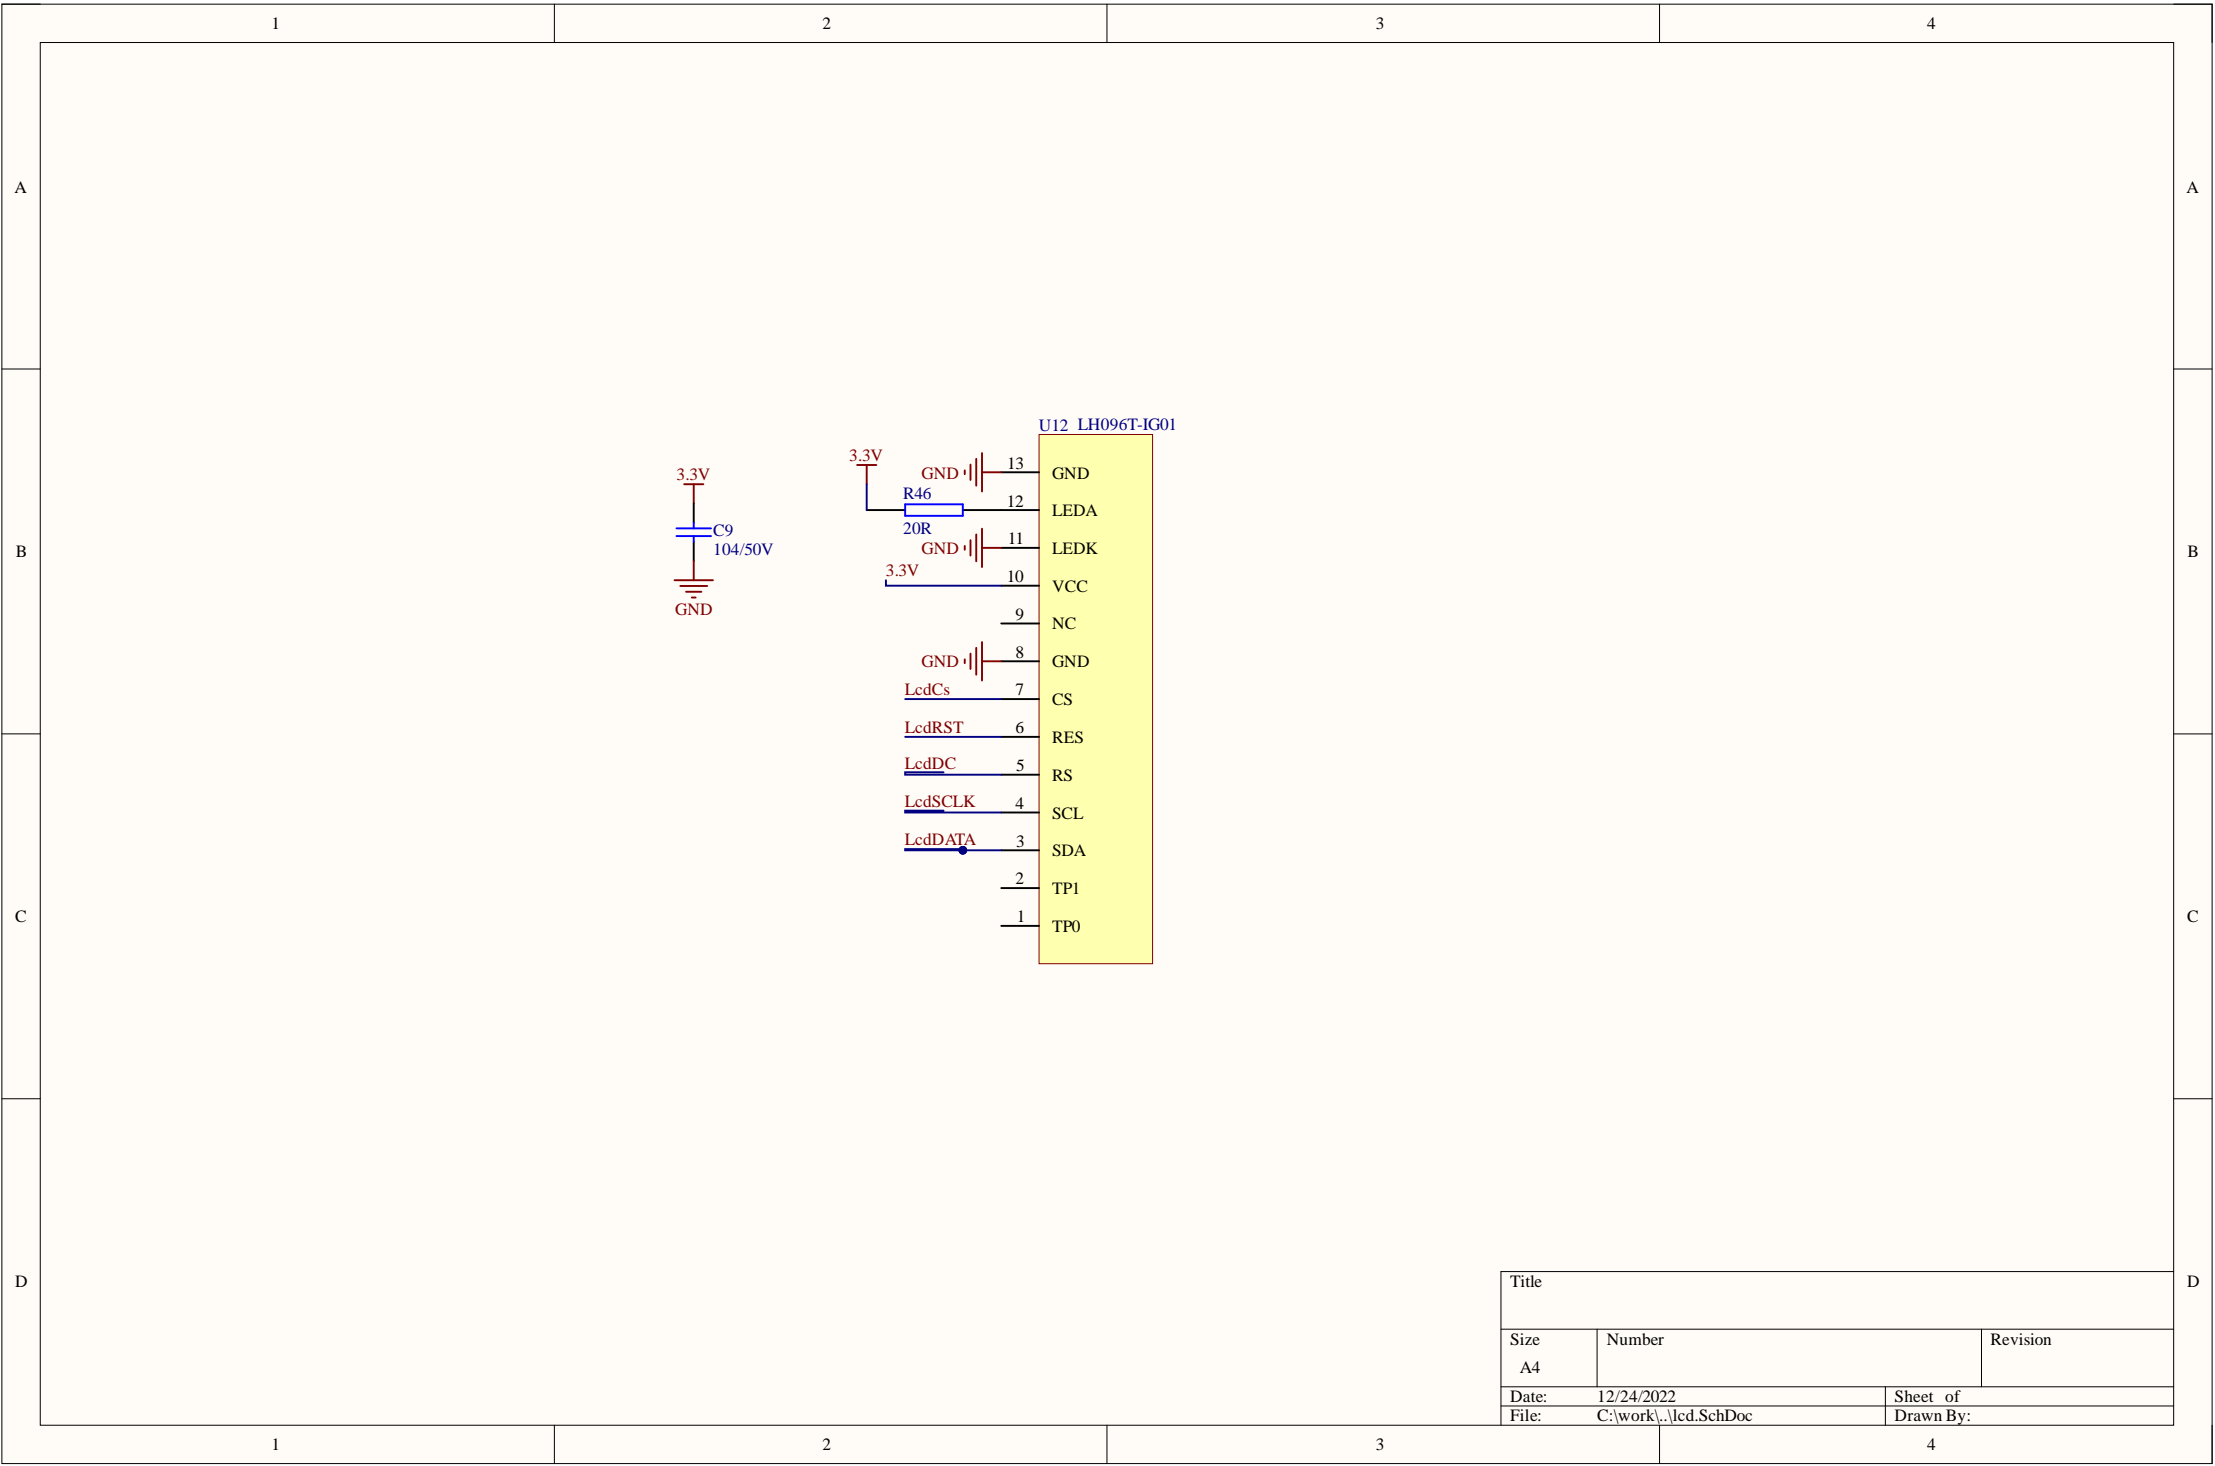 1 2 3 4
A A
U12 LH096T-IG01
3.3V
GND 13 GND
3.3V
R46
12 LEDA
20R
C9
104/50V
GND 11 LEDK
B B
3.3V 10 VCC
GND
9 NC
GND 8 GND
LcdCs 7 CS
LcdRST 6 RES
LcdDC 5 RS
LcdSCLK 4 SCL
LcdDATA 3 SDA
2 TP1
1 TP0
C C
D D
Title
Size Number Revision
A4
Date: 12/24/2022 Sheet of
File: C:\work\..\lcd.SchDoc Drawn By:
1 2 3 4